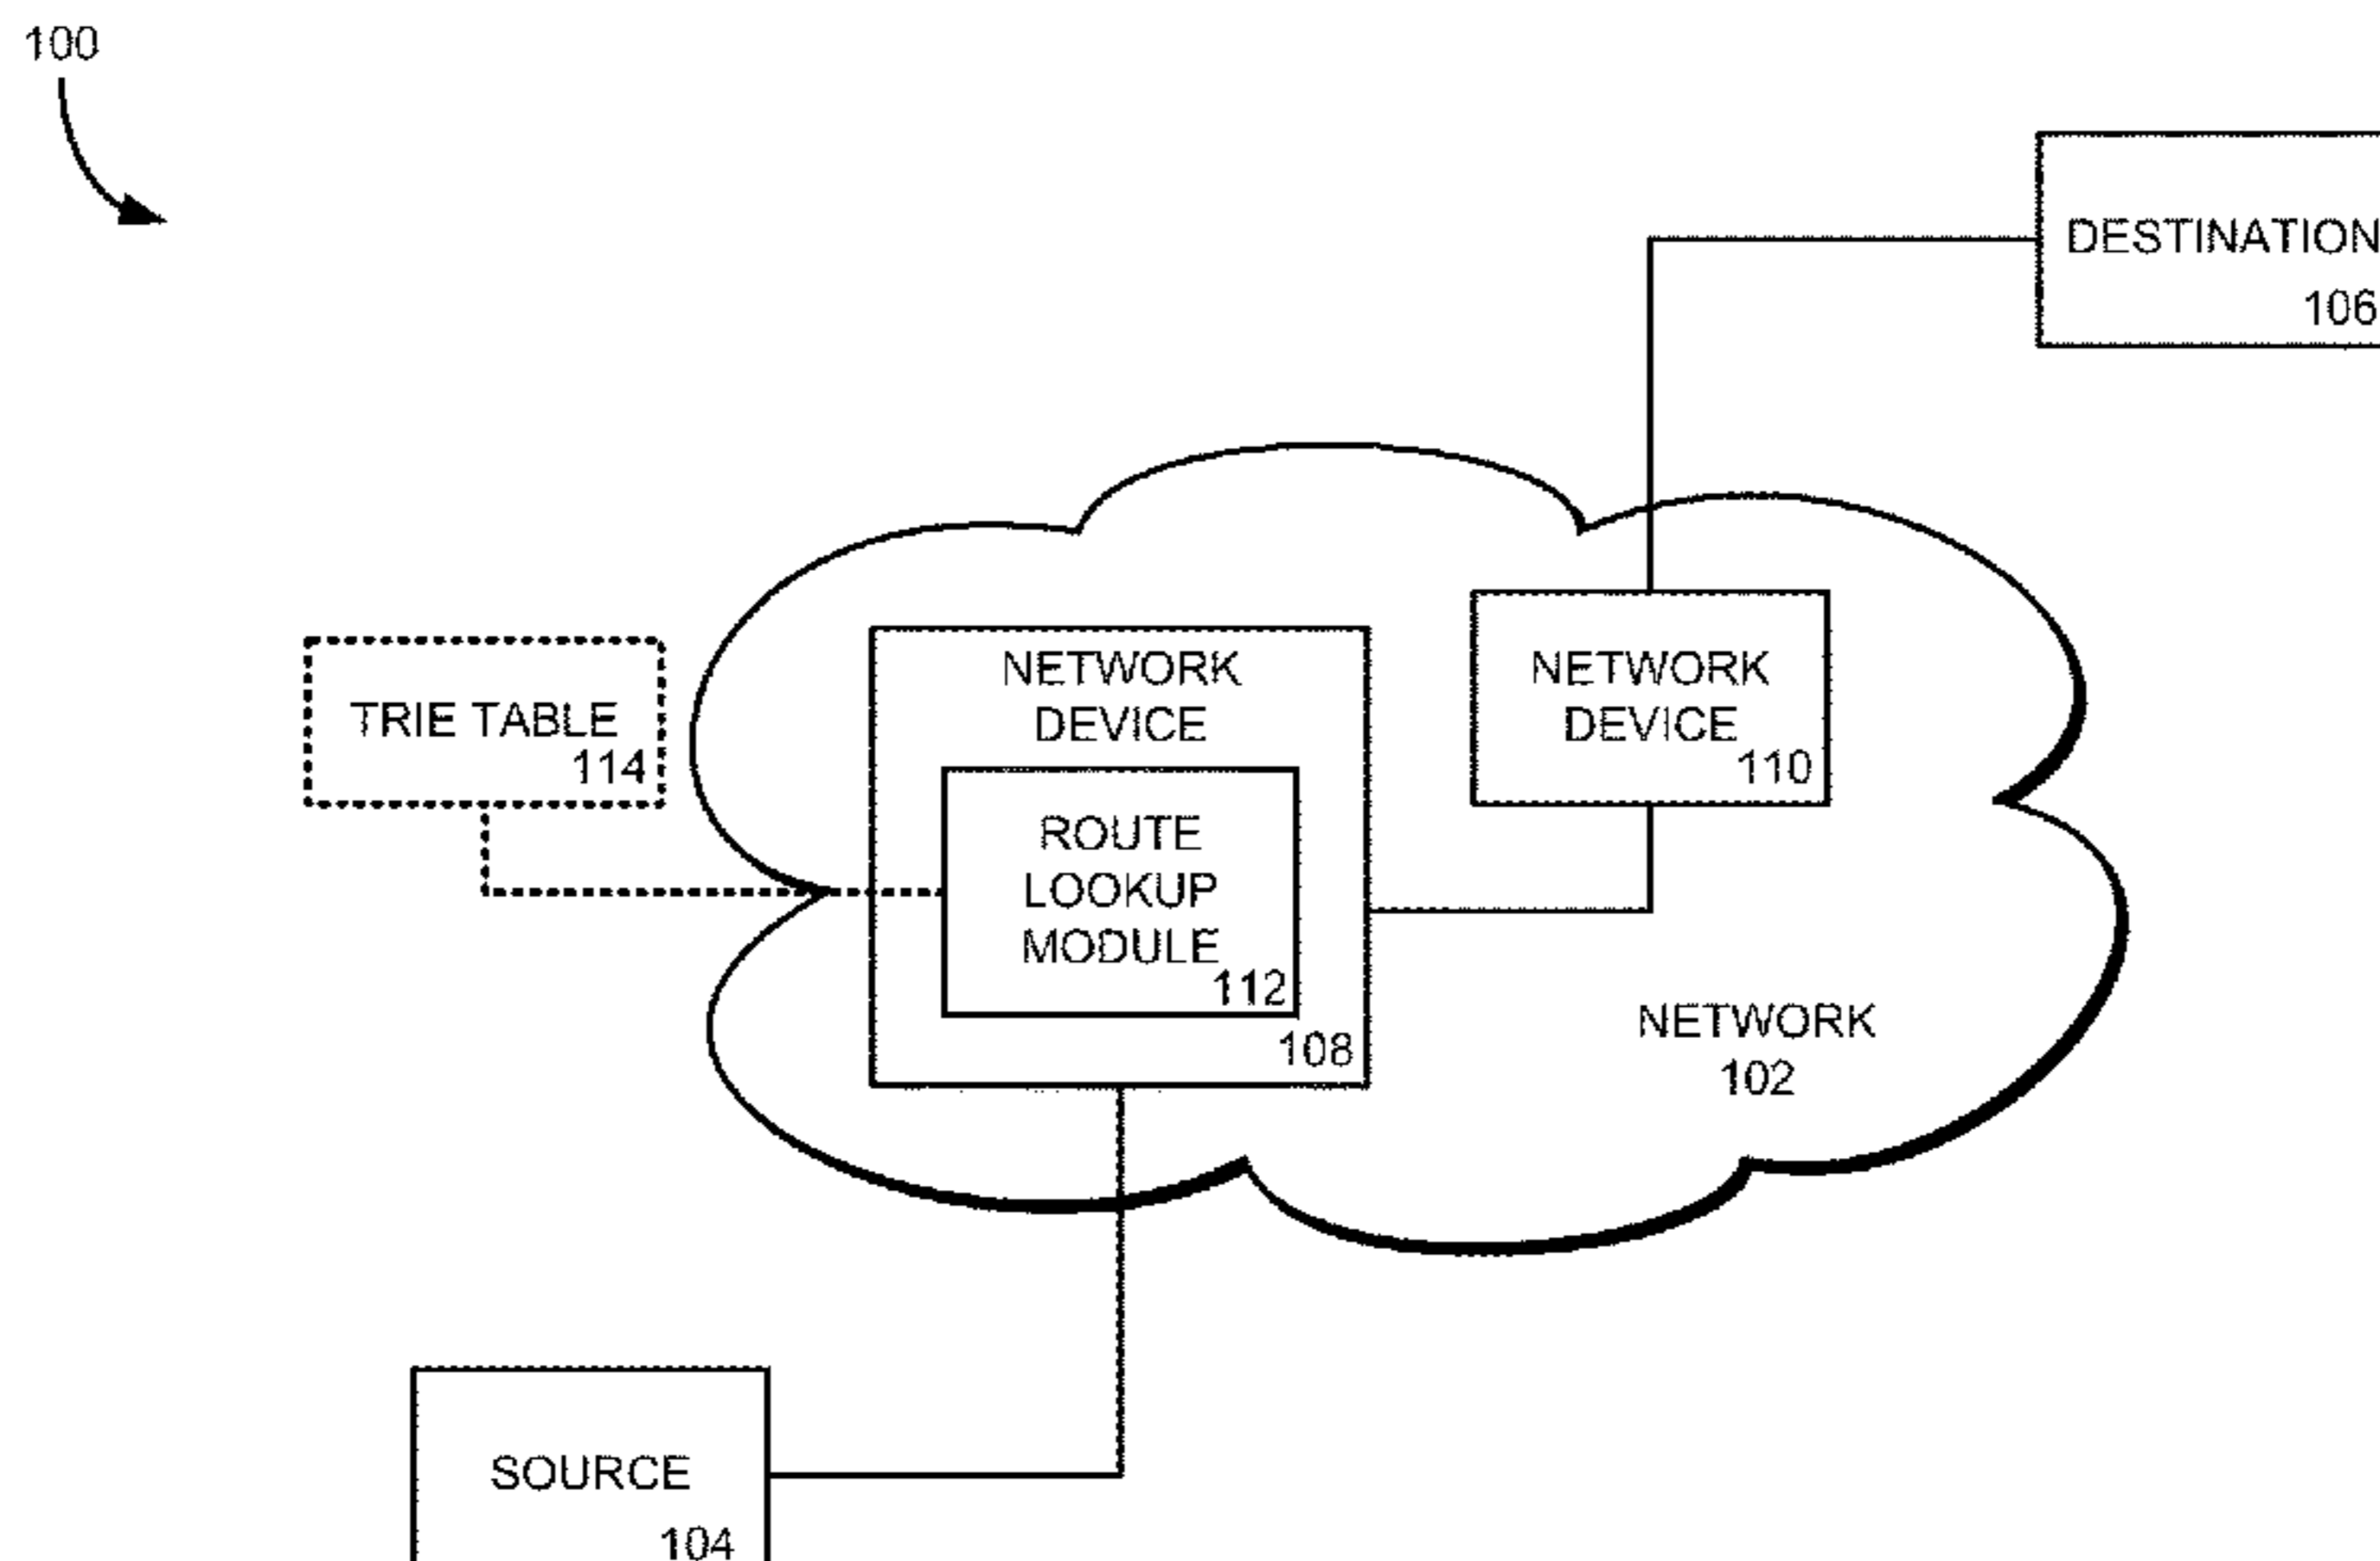 100
DESTINATION
106
NETWORK
DEVICE
110
NETWORK
DEVICE
TRIE TABLE
114
ROUTE
LOOKUP
MODULE
112
108
NETWORK
102
SOURCE
104